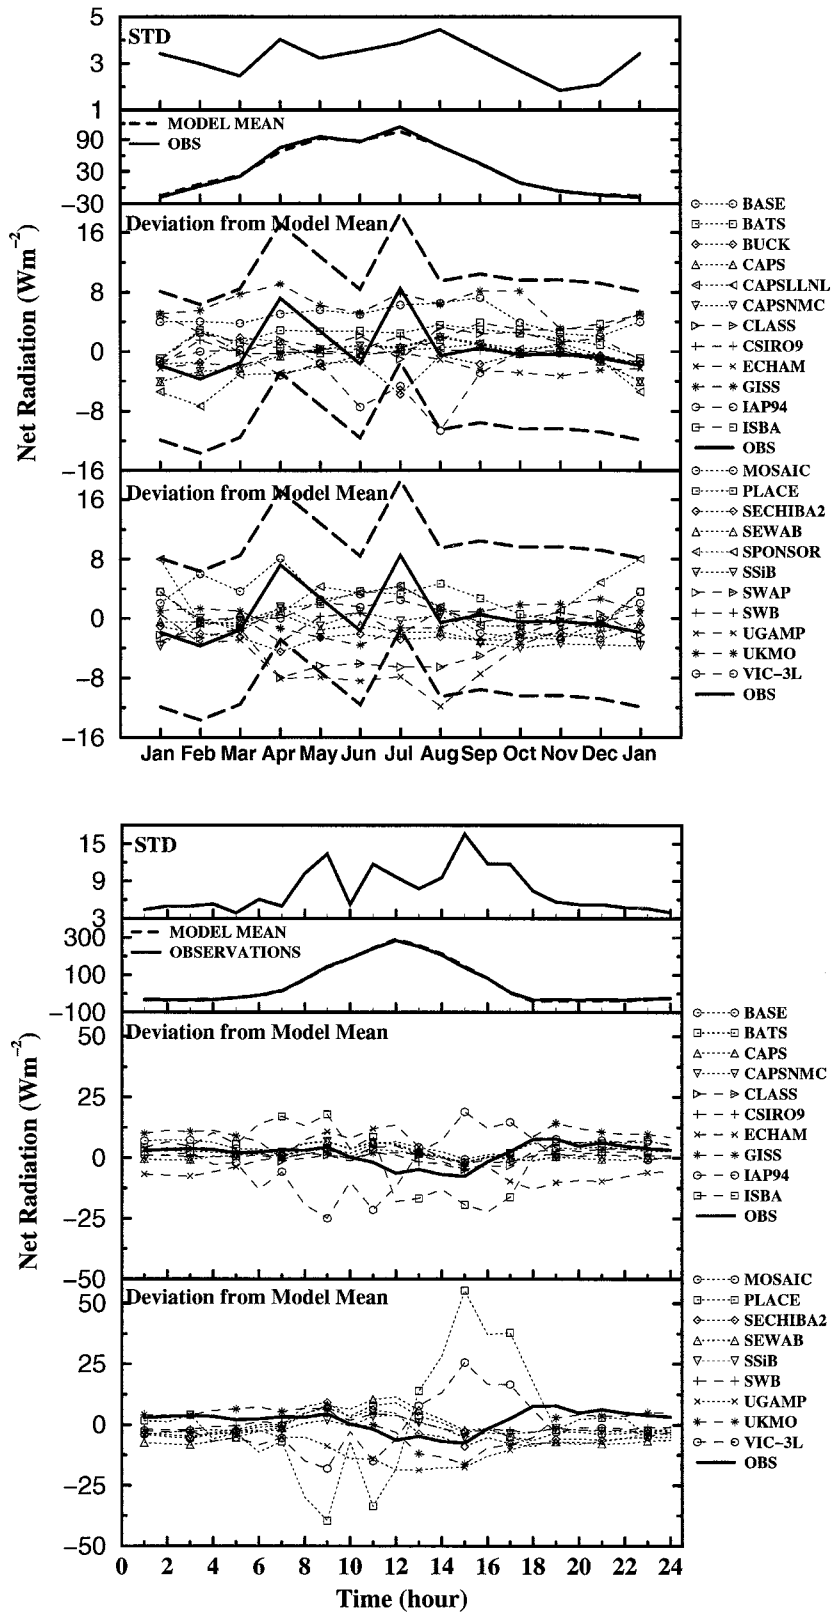 STD
5
3
1
MODEL MEAN
OBS
90
30
−30
Deviation from Model Mean
16
8
0
−8
−16
Net Radiation (Wm−2)
BASE
BATS
BUCK
CAPS
CAPSLLNL
CAPSNMC
CLASS
CSIRO9
ECHAM
GISS
IAP94
ISBA
OBS
Deviation from Model Mean
16
8
0
−8
−16
MOSAIC
PLACE
SECHIBA2
SEWAB
SPONSOR
SSiB
SWAP
SWB
UGAMP
UKMO
VIC−3L
OBS
Jan Feb Mar Apr May Jun Jul Aug Sep Oct Nov Dec Jan
STD
15
9
3
MODEL MEAN
OBSERVATIONS
300
100
−100
Deviation from Model Mean
50
25
0
−25
−50
Net Radiation (Wm−2)
BASE
BATS
CAPS
CAPSNMC
CLASS
CSIRO9
ECHAM
GISS
IAP94
ISBA
OBS
Deviation from Model Mean
50
25
0
−25
−50
MOSAIC
PLACE
SECHIBA2
SEWAB
SSiB
SWB
UGAMP
UKMO
VIC−3L
OBS
0 2 4 6 8 10 12 14 16 18 20 22 24
Time (hour)